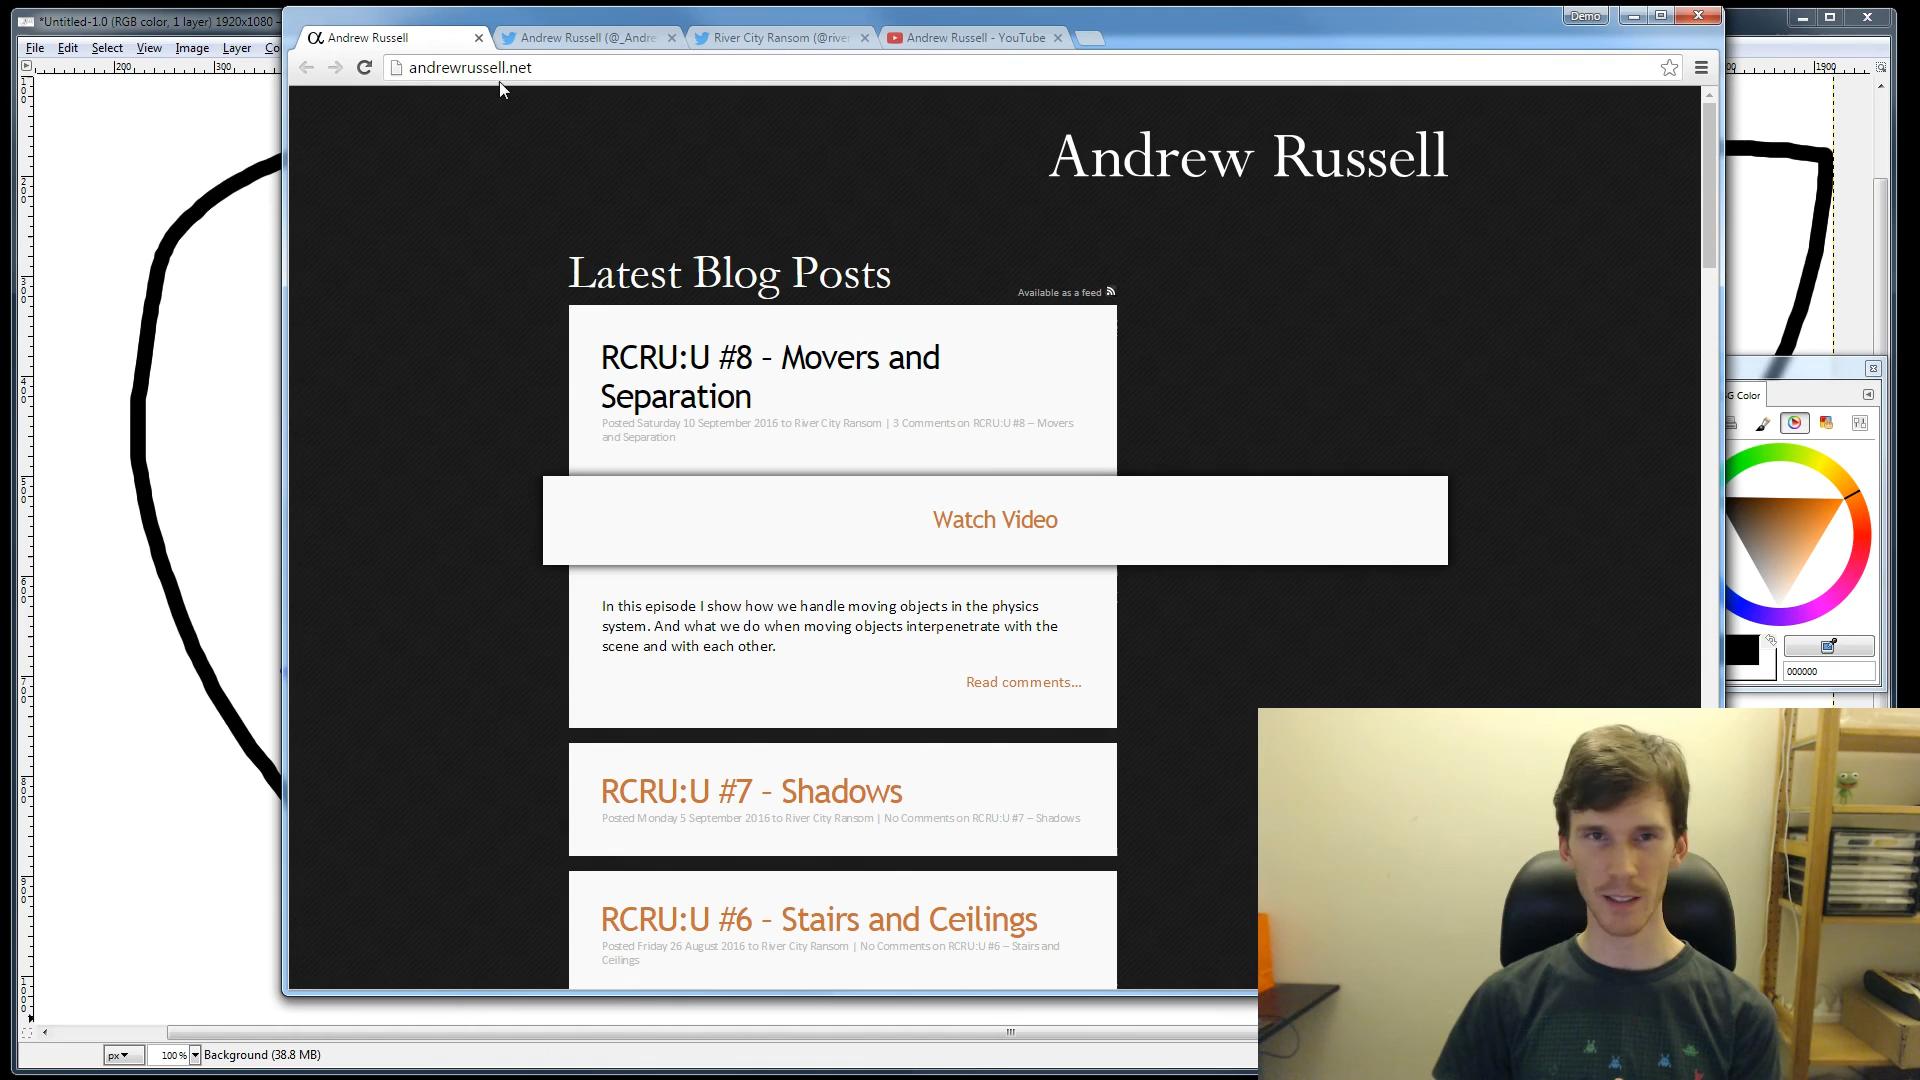 *Untitled-1.0 (RGB color, 1 layer) 1920x1080 -
Demo
File Edit Select View Image Layer Co
Andrew Russell
Andrew Russell (@_Andre
River City Ransom (@river
Andrew Russell - YouTube
andrewrussell.net
200 300 1900
Andrew Russell
Latest Blog Posts
Available as a feed
RCRU:U #8 – Movers and
Separation
Posted Saturday 10 September 2016 to River City Ransom | 3 Comments on RCRU:U #8 – Movers
and Separation
G Color
Watch Video
In this episode I show how we handle moving objects in the physics
system. And what we do when moving objects interpenetrate with the
scene and with each other.
Read comments...
000000
RCRU:U #7 – Shadows
Posted Monday 5 September 2016 to River City Ransom | No Comments on RCRU:U #7 – Shadows
RCRU:U #6 – Stairs and Ceilings
Posted Friday 26 August 2016 to River City Ransom | No Comments on RCRU:U #6 – Stairs and
Ceilings
px 100% Background (38.8 MB)